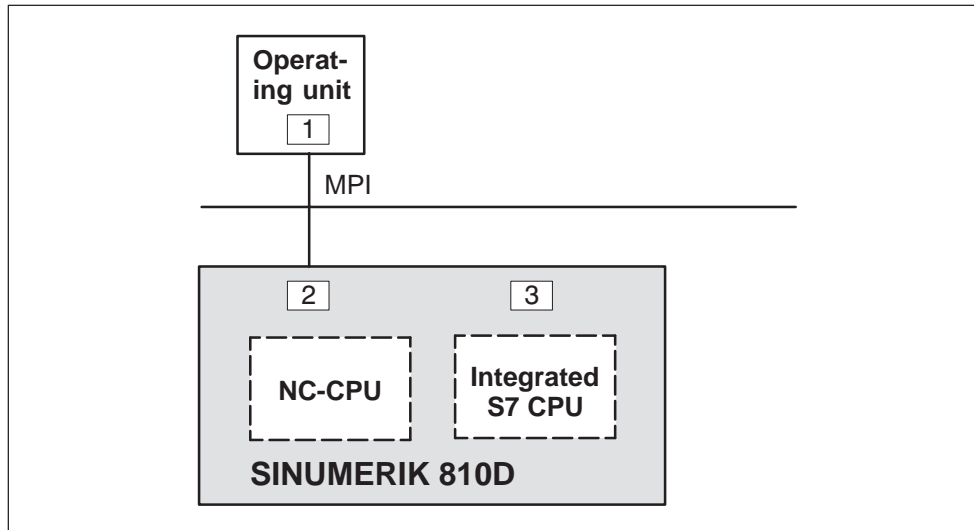 Operat-
ing unit
1
MPI
2
3
NC-CPU
Integrated
S7 CPU
SINUMERIK 810D